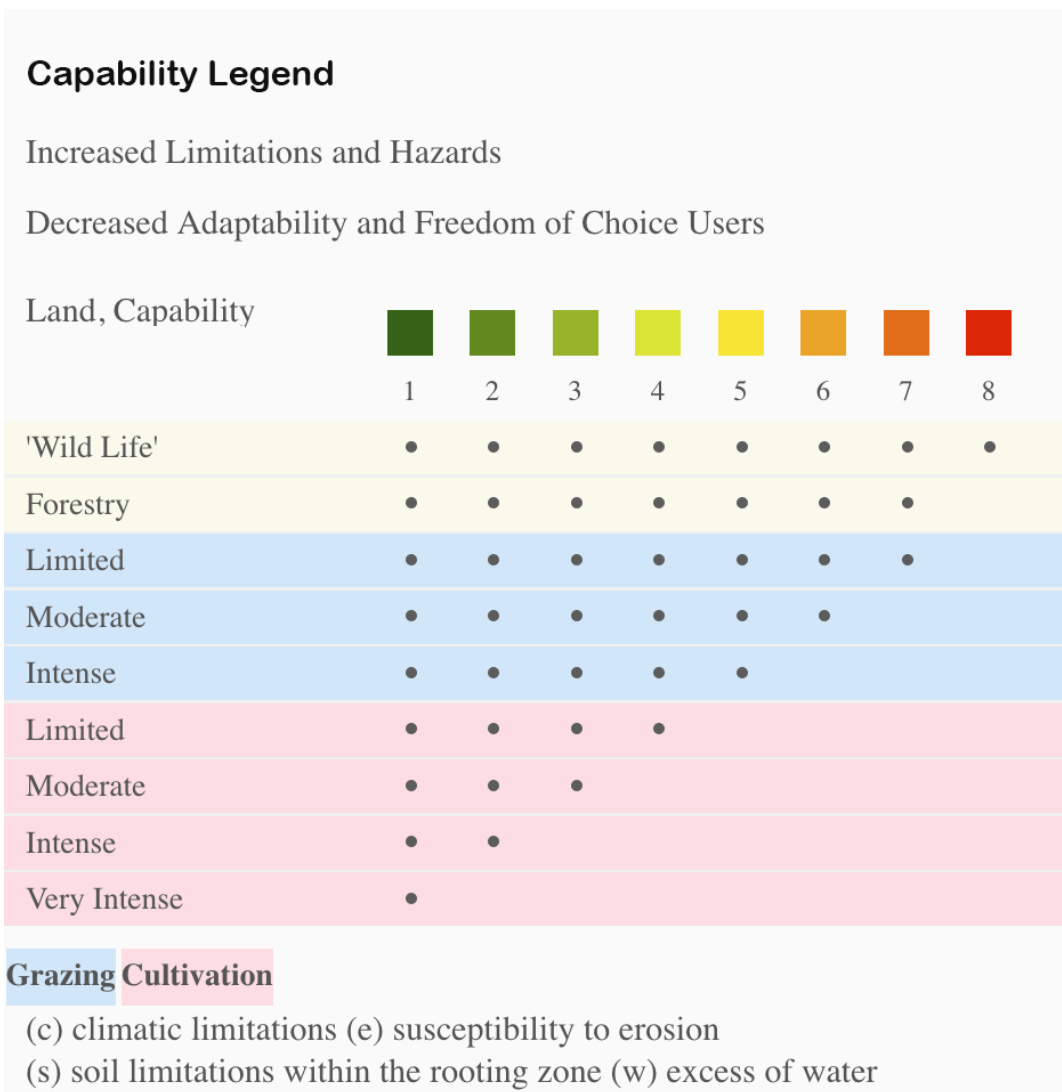 Capability Legend
Increased Limitations and Hazards
Decreased Adaptability and Freedom of Choice Users
Land, Capability
1 2 3 4 5 6 7 8
'Wild Life' • • • • • • • •
Forestry • • • • • • •
Limited • • • • • • •
Moderate • • • • • •
Intense • • • • •
Limited • • • •
Moderate • • •
Intense • •
Very Intense •
Grazing Cultivation
(c) climatic limitations (e) susceptibility to erosion
(s) soil limitations within the rooting zone (w) excess of water